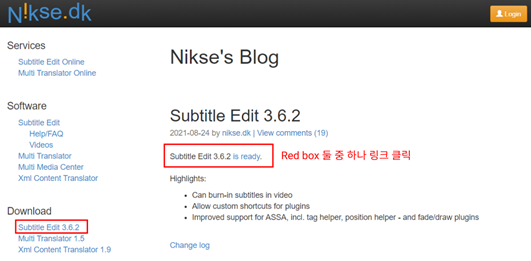 Nikse.dk
Login
Services
Subtitle Edit Online
Multi Translator Online
Software
Subtitle Edit
Help/FAQ
Videos
Multi Translator
Multi Media Center
Xml Content Translator
Download
Subtitle Edit 3.6.2
Multi Translator 1.5
Xml Content Translator 1.9
Nikse's Blog
Subtitle Edit 3.6.2
2021-08-24 by nikse.dk | View comments (19)
Subtitle Edit 3.6.2 is ready.
Red box 둘 중 하나 링크 클릭
Highlights:
• Can burn-in subtitles in video
• Allow custom shortcuts for plugins
• Improved support for ASSA, incl. tag helper, position helper - and fade/draw plugins
Change log